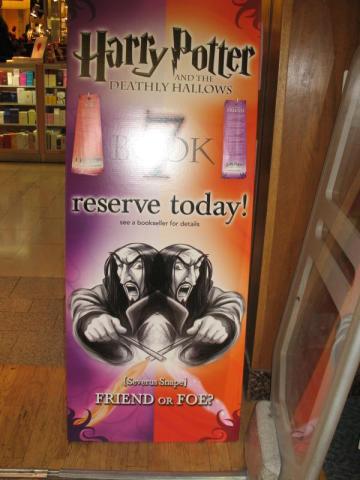 Harry Potter
AND THE
DEATHLY HALLOWS
BOOK 7
reserve today!
see a bookseller for details
[Severus Snape]
FRIEND OR FOE?